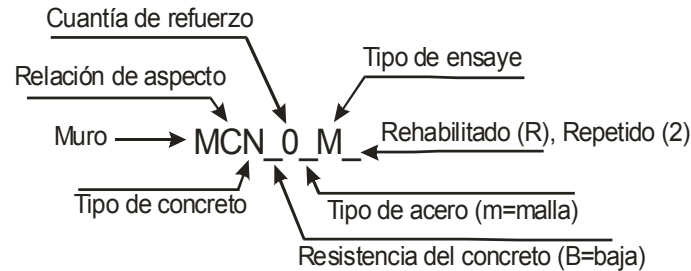 Cuantía de refuerzo
Tipo de ensaye
Relación de aspecto
Muro
MCN_0_M_
Rehabilitado (R), Repetido (2)
Tipo de concreto
Tipo de acero (m=malla)
Resistencia del concreto (B=baja)